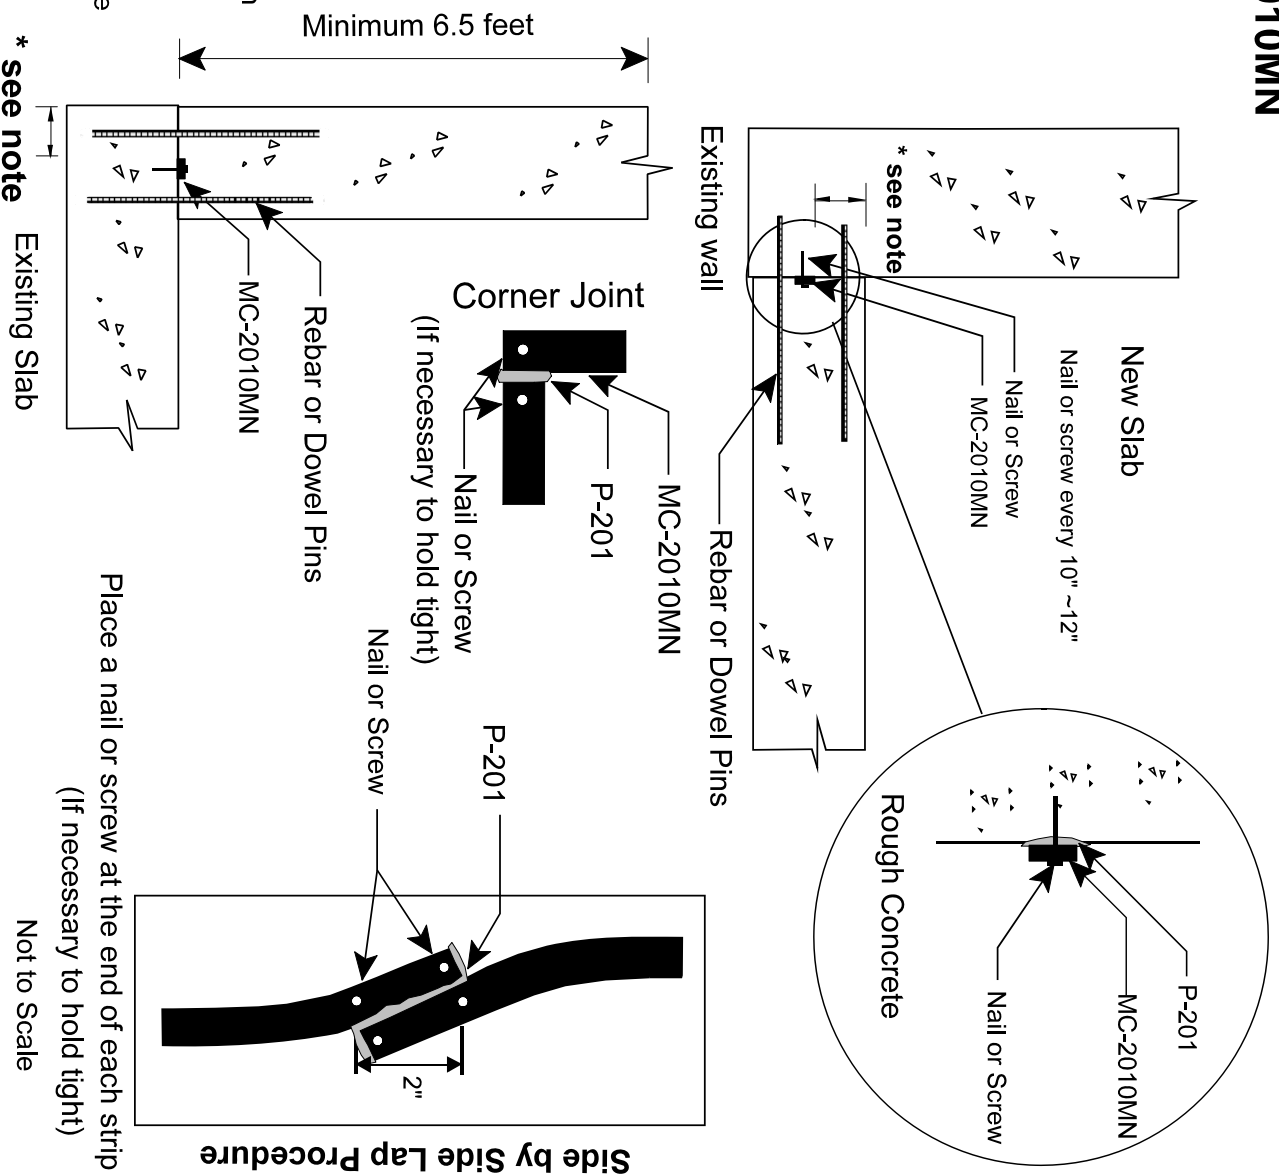 Minimum 6.5 feet
* see note
Existing Slab
MC-2010MN
Rebar or Dowel Pins
Existing wall
* see note
New Slab
Nail or screw every 10" ~12"
Nail or Screw
MC-2010MN
Rebar or Dowel Pins
Corner Joint
MC-2010MN
P-201
Nail or Screw
(If necessary to hold tight)
Rough Concrete
P-201
MC-2010MN
Nail or Screw
P-201
Nail or Screw
2"
Side by Side Lap Procedure
Place a nail or screw at the end of each strip
(If necessary to hold tight)
Not to Scale
10MN